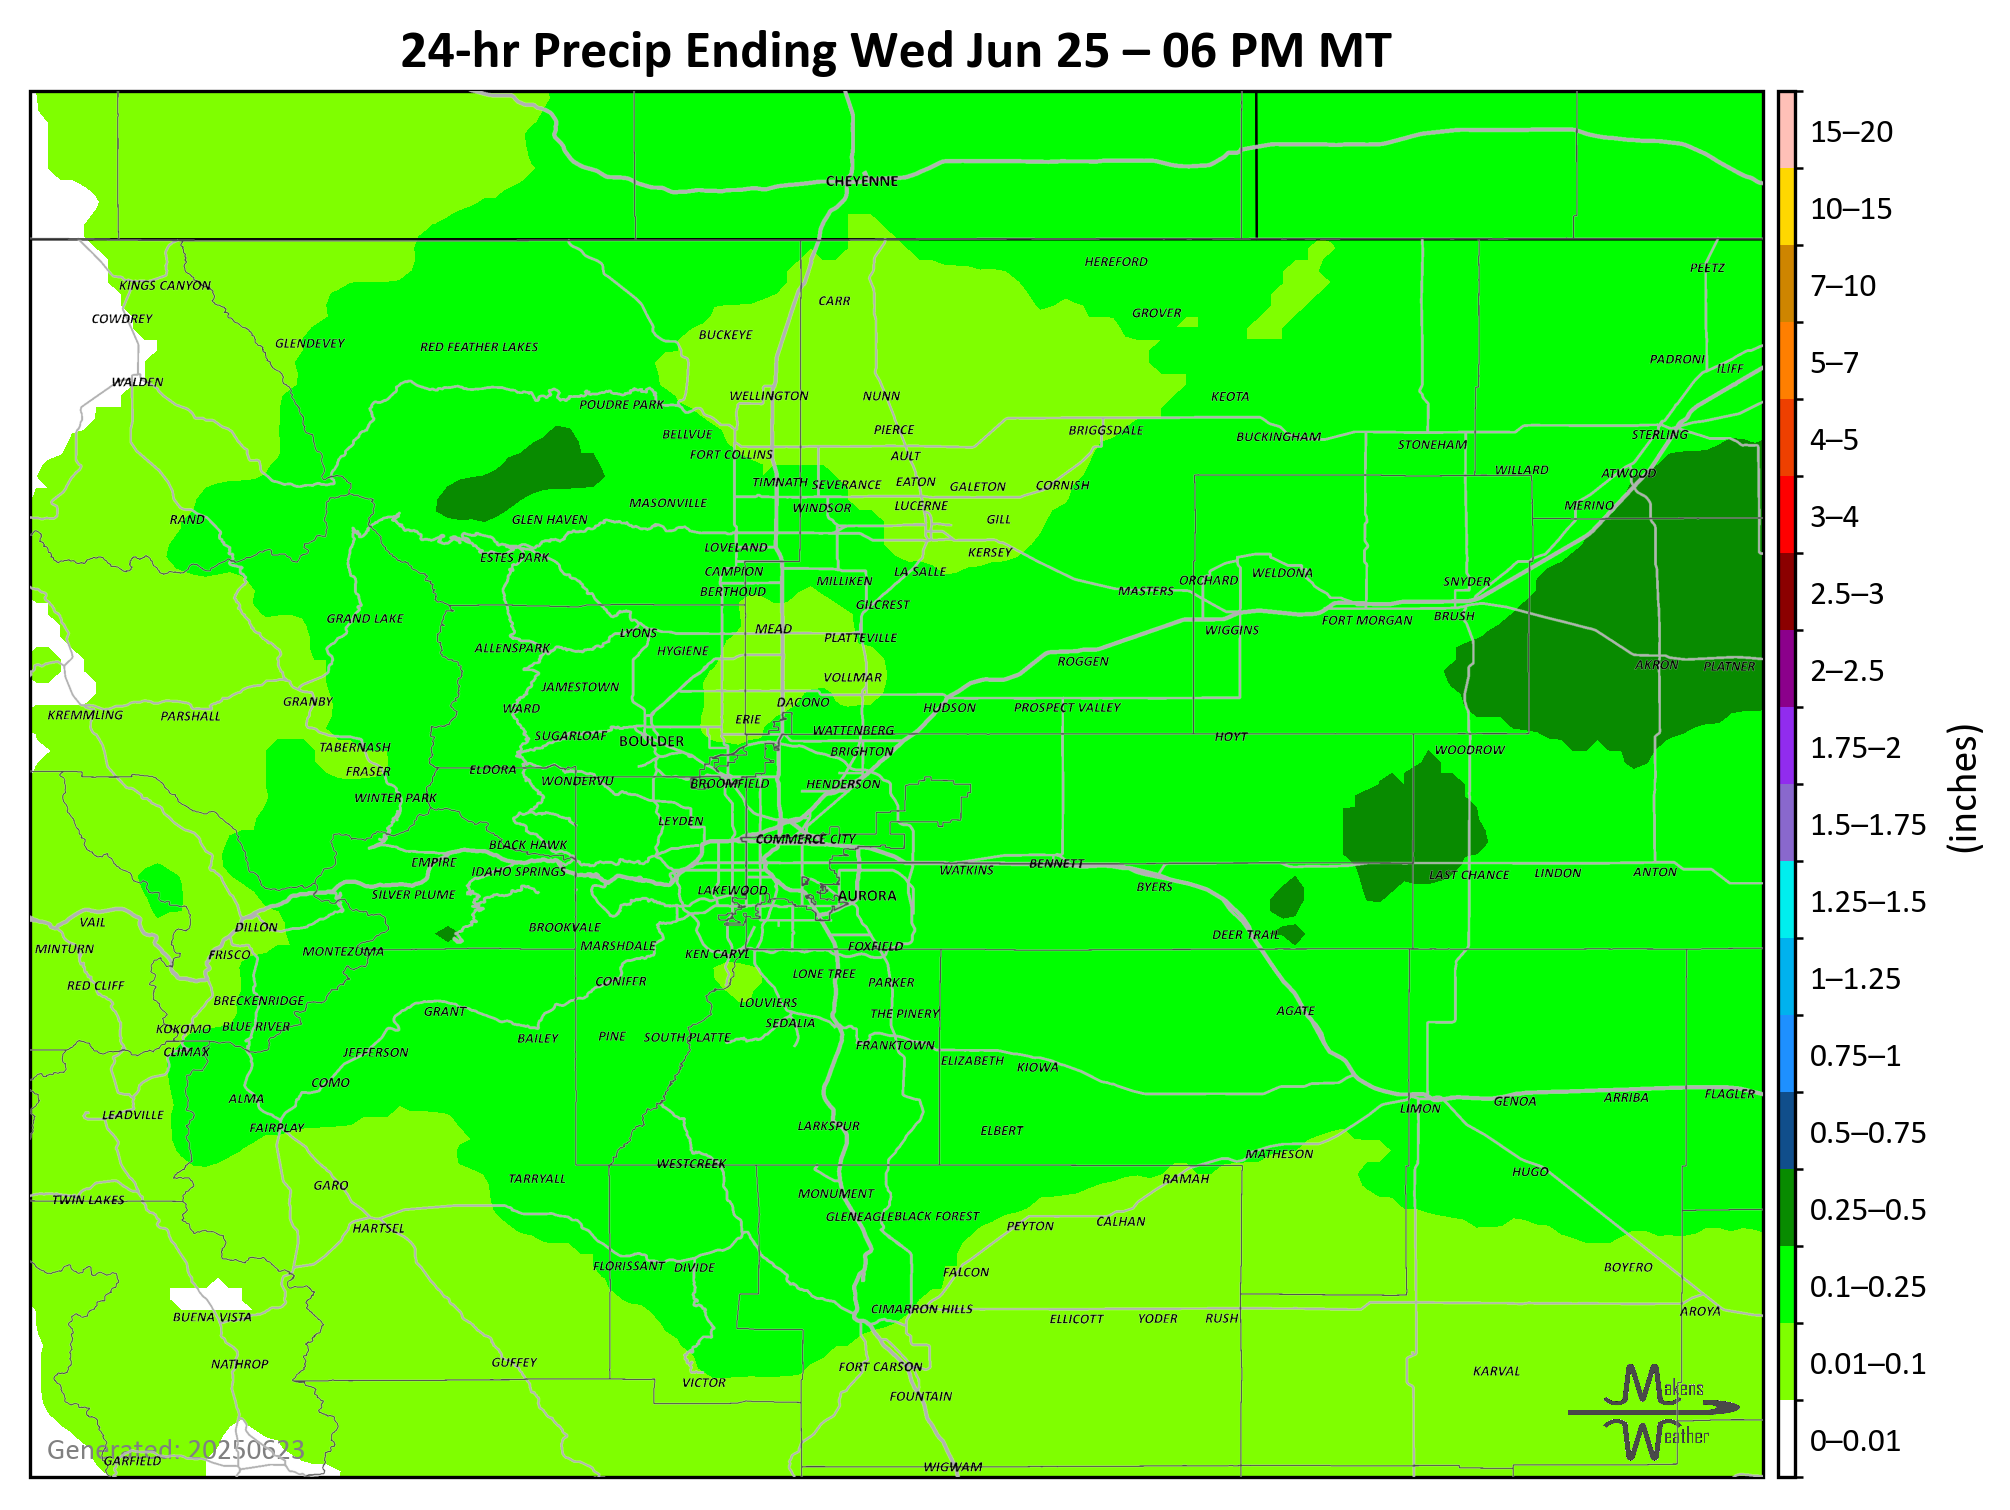 24-hr Precip Ending Wed Jun 25 – 06 PM MT
CHEYENNE
HEREFORD
PEETZ
KINGS CANYON
CARR
COWDREY
GROVER
BUCKEYE
GLENDEVEY
RED FEATHER LAKES
PADRONI
ILIFF
WALDEN
WELLINGTON
NUNN
KEOTA
POUDRE PARK
BELLVUE
PIERCE
BRIGGSDALE
BUCKINGHAM
STONEHAM
STERLING
FORT COLLINS
AULT
WILLARD
ATWOOD
TIMNATH
SEVERANCE
EATON
GALETON
CORNISH
MASONVILLE
WINDSOR
LUCERNE
MERINO
RAND
GLEN HAVEN
GILL
LOVELAND
KERSEY
ESTES PARK
CAMPION
LA SALLE
MILLIKEN
ORCHARD
WELDONA
SNYDER
BERTHOUD
MASTERS
GILCREST
GRAND LAKE
FORT MORGAN
BRUSH
LYONS
MEAD
PLATTEVILLE
WIGGINS
ALLENSPARK
HYGIENE
ROGGEN
AKRON
PLATNER
JAMESTOWN
VOLLMAR
GRANBY
DACONO
WARD
HUDSON
PROSPECT VALLEY
KREMMLING
PARSHALL
ERIE
WATTENBERG
SUGARLOAF
BOULDER
HOYT
TABERNASH
BRIGHTON
WOODROW
FRASER
ELDORA
WONDERVU
BROOMFIELD
HENDERSON
WINTER PARK
LEYDEN
BLACK HAWK
COMMERCE CITY
EMPIRE
IDAHO SPRINGS
WATKINS
BENNETT
LAST CHANCE
LINDON
ANTON
SILVER PLUME
LAKEWOOD
AURORA
BYERS
VAIL
DILLON
BROOKVALE
DEER TRAIL
MINTURN
FRISCO
MONTEZUMA
MARSHDALE
KEN CARYL
FOXFIELD
RED CLIFF
CONIFER
LONE TREE
PARKER
BRECKENRIDGE
LOUVIERS
GRANT
THE PINERY
AGATE
KOKOMO
BLUE RIVER
SEDALIA
BAILEY
PINE
SOUTH PLATTE
FRANKTOWN
CLIMAX
JEFFERSON
ELIZABETH
KIOWA
COMO
ALMA
LIMON
GENOA
ARRIBA
FLAGLER
LEADVILLE
FAIRPLAY
LARKSPUR
ELBERT
WESTCREEK
MATHESON
TARRYALL
RAMAH
HUGO
GARO
MONUMENT
TWIN LAKES
GLENEAGLE
BLACK FOREST
HARTSEL
PEYTON
CALHAN
FLORISSANT
DIVIDE
FALCON
BOYERO
CIMARRON HILLS
AROYA
BUENA VISTA
ELLICOTT
YODER
RUSH
NATHROP
GUFFEY
FORT CARSON
KARVAL
VICTOR
FOUNTAIN
GARFIELD
WIGWAM
Generated: 20250623
Makens
Weather
15–20
10–15
7–10
5–7
4–5
3–4
2.5–3
2–2.5
1.75–2
1.5–1.75
1.25–1.5
1–1.25
0.75–1
0.5–0.75
0.25–0.5
0.1–0.25
0.01–0.1
0–0.01
(inches)